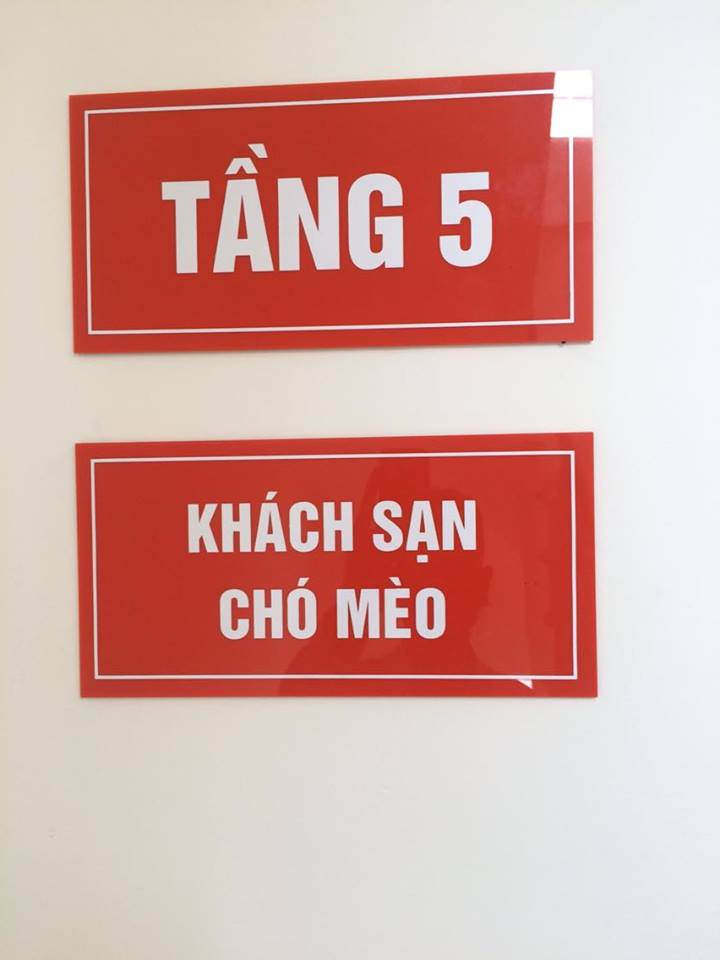 TẦNG 5
KHÁCH SẠN
CHÓ MÈO